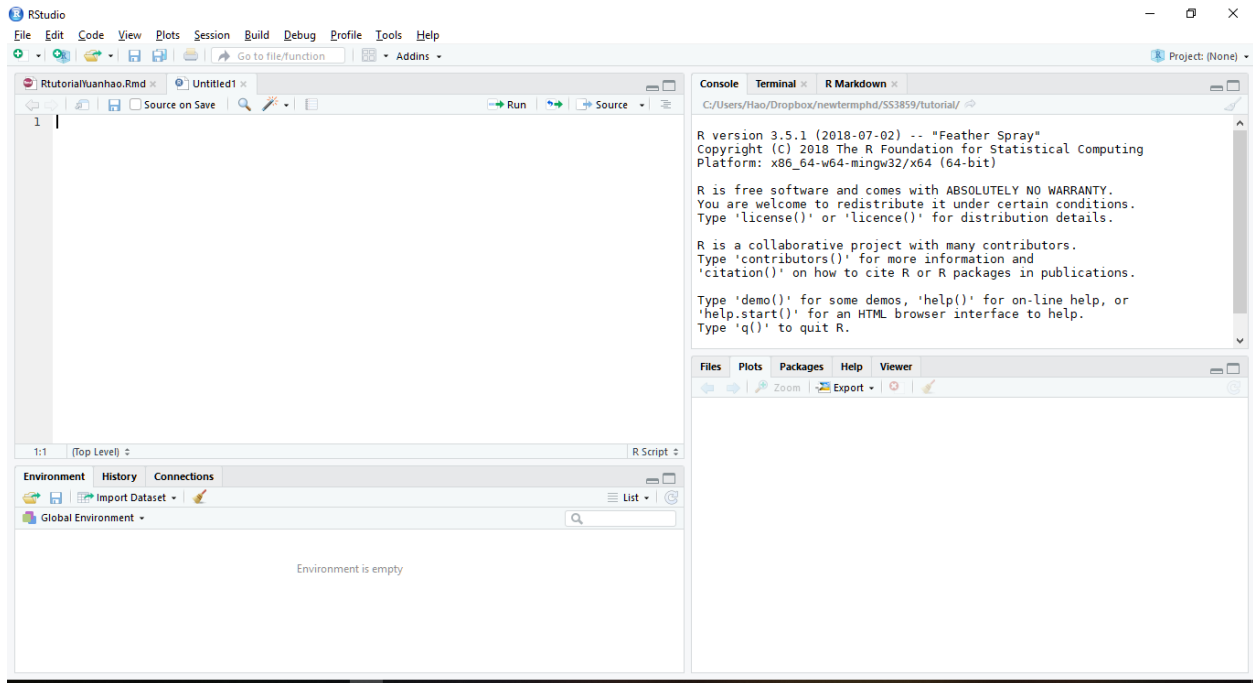 RStudio
File Edit Code View Plots Session Build Debug Profile Tools Help
Go to file/function Addins Project: (None)
RtutorialYuanhao.Rmd Untitled1
Source on Save Run Source
1
1:1 (Top Level) R Script
Environment History Connections
Import Dataset List
Global Environment
Environment is empty
Console Terminal R Markdown
C:/Users/Hao/Dropbox/newtermphd/SS3859/tutorial/
R version 3.5.1 (2018-07-02) -- "Feather Spray"
Copyright (C) 2018 The R Foundation for Statistical Computing
Platform: x86_64-w64-mingw32/x64 (64-bit)
R is free software and comes with ABSOLUTELY NO WARRANTY.
You are welcome to redistribute it under certain conditions.
Type 'license()' or 'licence()' for distribution details.
R is a collaborative project with many contributors.
Type 'contributors()' for more information and
'citation()' on how to cite R or R packages in publications.
Type 'demo()' for some demos, 'help()' for on-line help, or
'help.start()' for an HTML browser interface to help.
Type 'q()' to quit R.
Files Plots Packages Help Viewer
Zoom Export